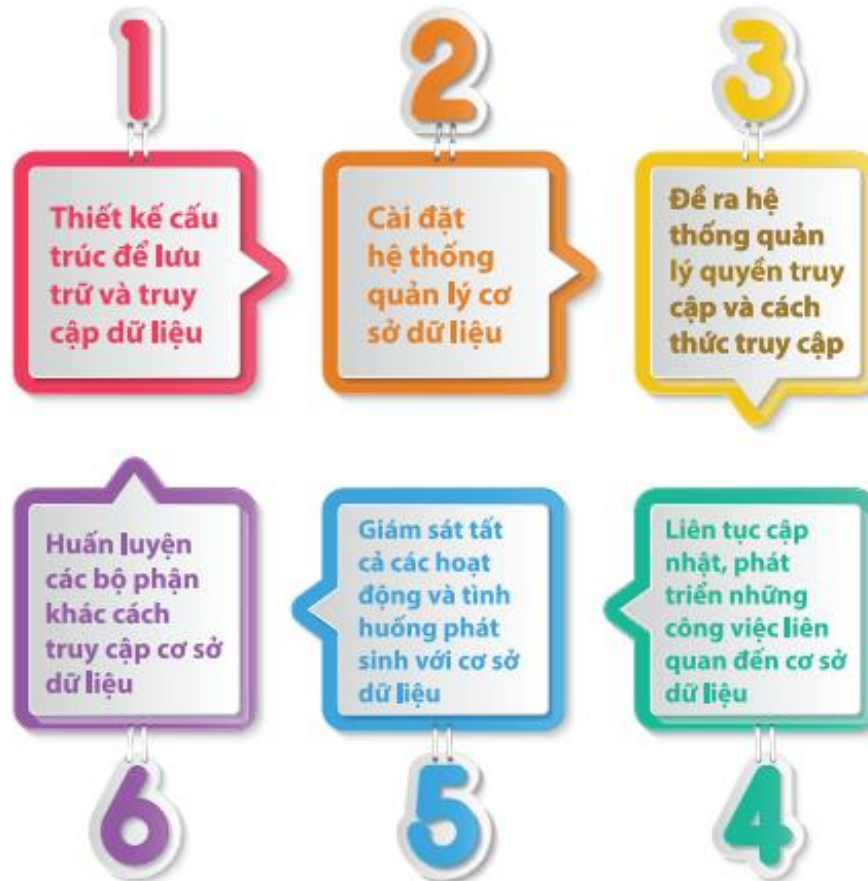 1
Thiết kế cấu
trúc để lưu
trữ và truy
cập dữ liệu
2
Cài đặt
hệ thống
quản lý cơ
sở dữ liệu
3
Đề ra hệ
thống quản
lý quyền truy
cập và cách
thức truy cập
4
Liên tục cập
nhật, phát
triển những
công việc liên
quan đến cơ sở
dữ liệu
5
Giám sát tất
cả các hoạt
động và tình
huống phát
sinh với cơ sở
dữ liệu
6
Huấn luyện
các bộ phận
khác cách
truy cập cơ sở
dữ liệu